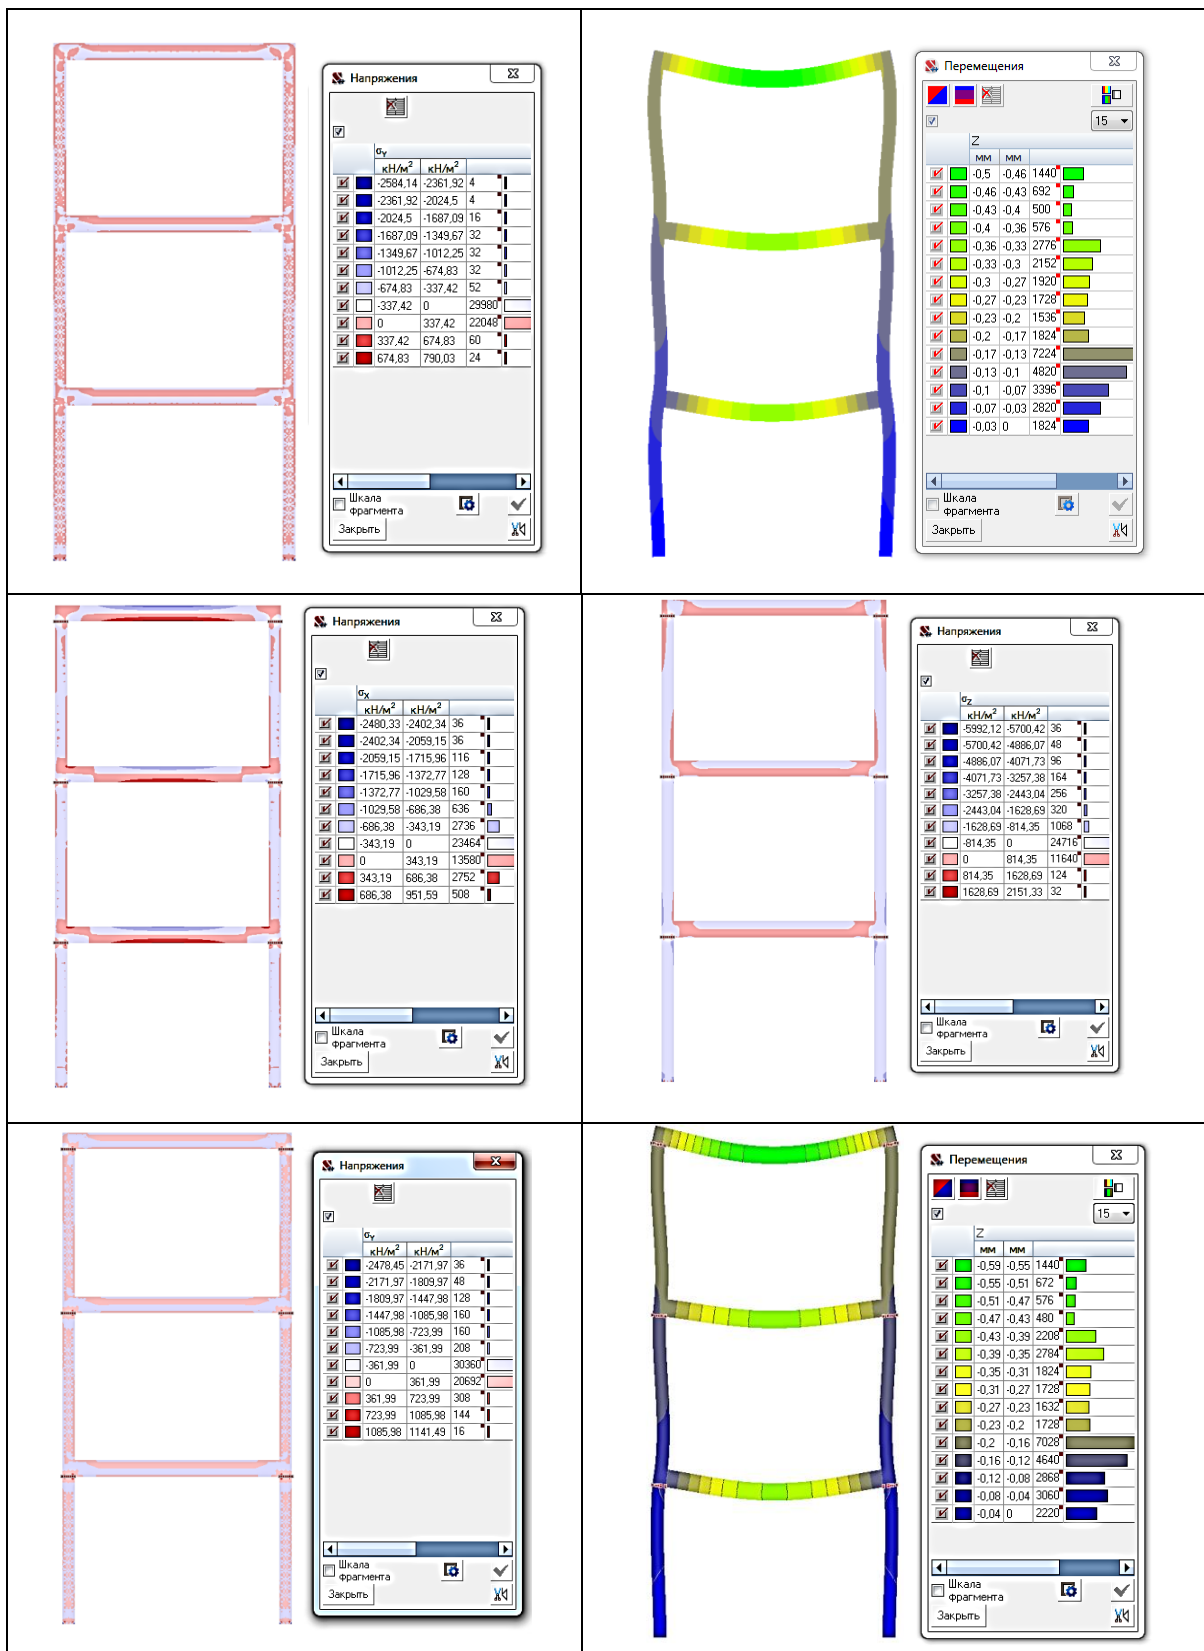 Напряжения
σY
кН/м² кН/м²
-2584,14 -2361,92 4
-2361,92 -2024,5 4
-2024,5 -1687,09 16
-1687,09 -1349,67 32
-1349,67 -1012,25 32
-1012,25 -674,83 32
-674,83 -337,42 52
-337,42 0 29980
0 337,42 22048
337,42 674,83 60
674,83 790,03 24
Шкала
фрагмента
Закрыть
Перемещения
15
Z
мм мм
-0,5 -0,46 1440
-0,46 -0,43 692
-0,43 -0,4 500
-0,4 -0,36 576
-0,36 -0,33 2776
-0,33 -0,3 2152
-0,3 -0,27 1920
-0,27 -0,23 1728
-0,23 -0,2 1536
-0,2 -0,17 1824
-0,17 -0,13 7224
-0,13 -0,1 4820
-0,1 -0,07 3396
-0,07 -0,03 2820
-0,03 0 1824
Шкала
фрагмента
Закрыть
Напряжения
σX
кН/м² кН/м²
-2480,33 -2402,34 36
-2402,34 -2059,15 36
-2059,15 -1715,96 116
-1715,96 -1372,77 128
-1372,77 -1029,58 160
-1029,58 -686,38 636
-686,38 -343,19 2736
-343,19 0 23464
0 343,19 13580
343,19 686,38 2752
686,38 951,59 508
Шкала
фрагмента
Закрыть
Напряжения
σZ
кН/м² кН/м²
-5992,12 -5700,42 36
-5700,42 -4886,07 48
-4886,07 -4071,73 96
-4071,73 -3257,38 164
-3257,38 -2443,04 256
-2443,04 -1628,69 320
-1628,69 -814,35 1068
-814,35 0 24716
0 814,35 11640
814,35 1628,69 124
1628,69 2151,33 32
Шкала
фрагмента
Закрыть
Напряжения
σY
кН/м² кН/м²
-2478,45 -2171,97 36
-2171,97 -1809,97 48
-1809,97 -1447,98 128
-1447,98 -1085,98 160
-1085,98 -723,99 160
-723,99 -361,99 208
-361,99 0 30360
0 361,99 20692
361,99 723,99 308
723,99 1085,98 144
1085,98 1141,49 16
Шкала
фрагмента
Закрыть
Перемещения
15
Z
мм мм
-0,59 -0,55 1440
-0,55 -0,51 672
-0,51 -0,47 576
-0,47 -0,43 480
-0,43 -0,39 2208
-0,39 -0,35 2784
-0,35 -0,31 1824
-0,31 -0,27 1728
-0,27 -0,23 1632
-0,23 -0,2 1728
-0,2 -0,16 7028
-0,16 -0,12 4640
-0,12 -0,08 2868
-0,08 -0,04 3060
-0,04 0 2220
Шкала
фрагмента
Закрыть